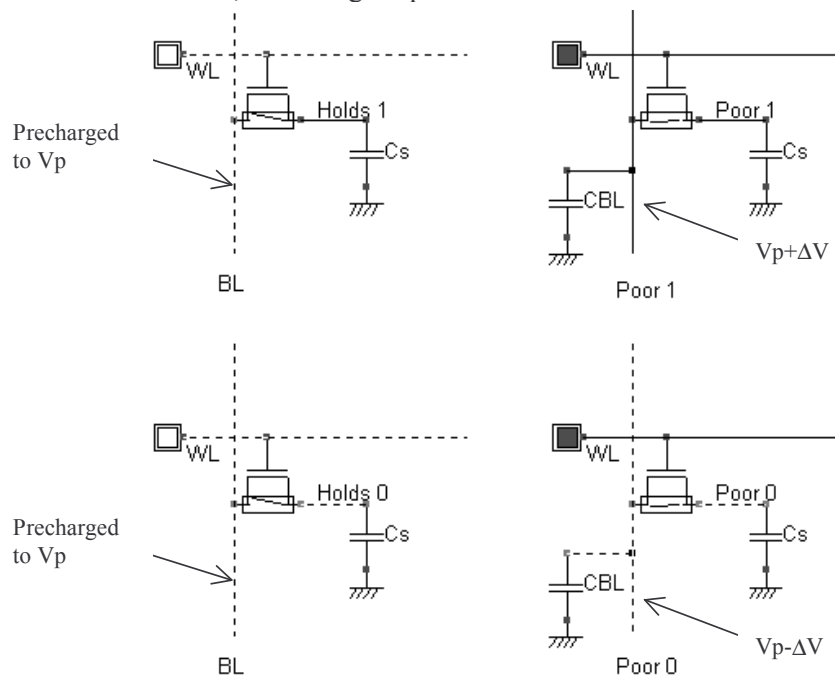 WL
Holds 1
Precharged
to Vp
Cs
BL
WL
Poor 1
Cs
CBL
Vp+ΔV
Poor 1
WL
Holds 0
Precharged
to Vp
Cs
BL
WL
Poor 0
Cs
CBL
Vp-ΔV
Poor 0